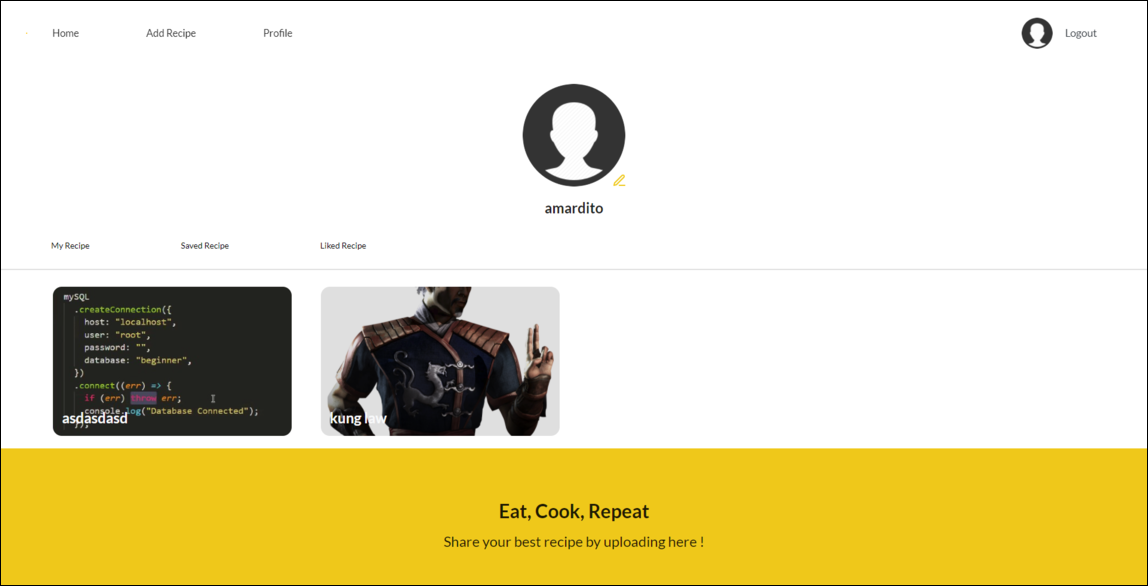 Home
Add Recipe
Profile
Logout
amardito
My Recipe
Saved Recipe
Liked Recipe
mySQL
.createConnection({
host: "localhost",
user: "root",
password: "",
database: "beginner",
})
.connect((err) => {
if (err) throw err;
console.log("Database Connected");
});
asdasdasd
kung law
Eat, Cook, Repeat
Share your best recipe by uploading here !